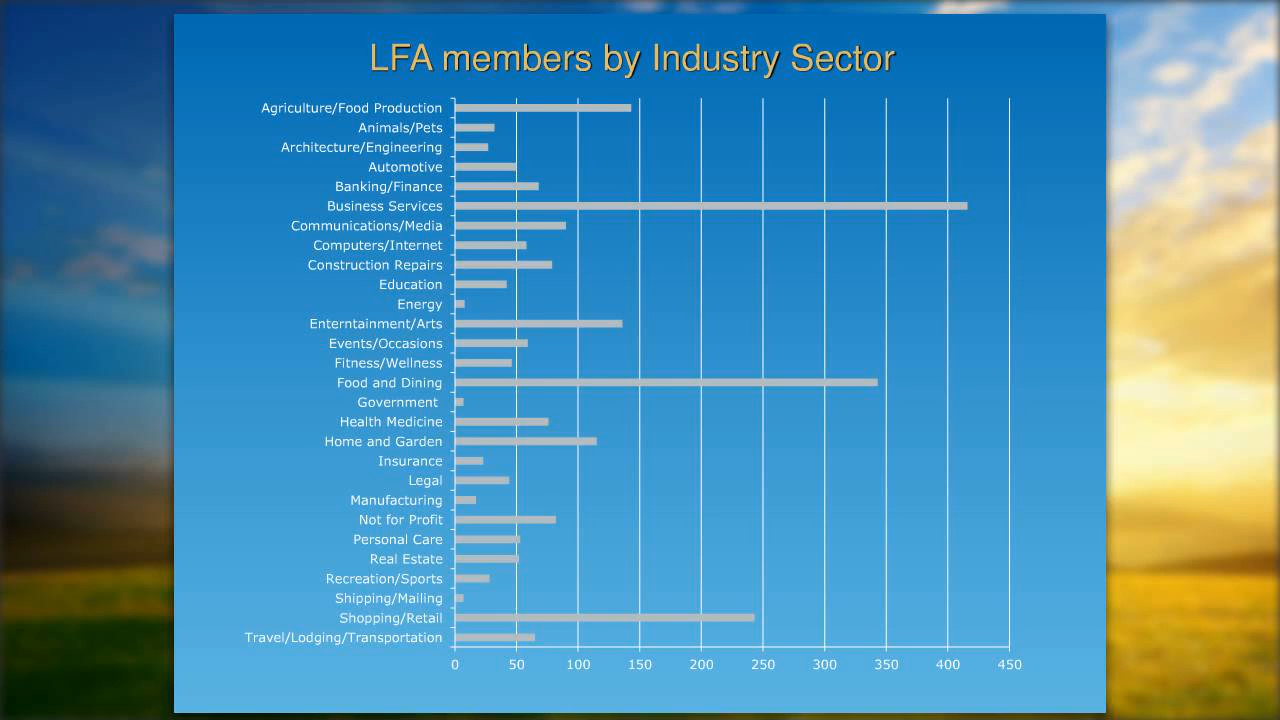 LFA members by Industry Sector
Agriculture/Food Production
Animals/Pets
Architecture/Engineering
Automotive
Banking/Finance
Business Services
Communications/Media
Computers/Internet
Construction Repairs
Education
Energy
Enterntainment/Arts
Events/Occasions
Fitness/Wellness
Food and Dining
Government
Health Medicine
Home and Garden
Insurance
Legal
Manufacturing
Not for Profit
Personal Care
Real Estate
Recreation/Sports
Shipping/Mailing
Shopping/Retail
Travel/Lodging/Transportation
0 50 100 150 200 250 300 350 400 450